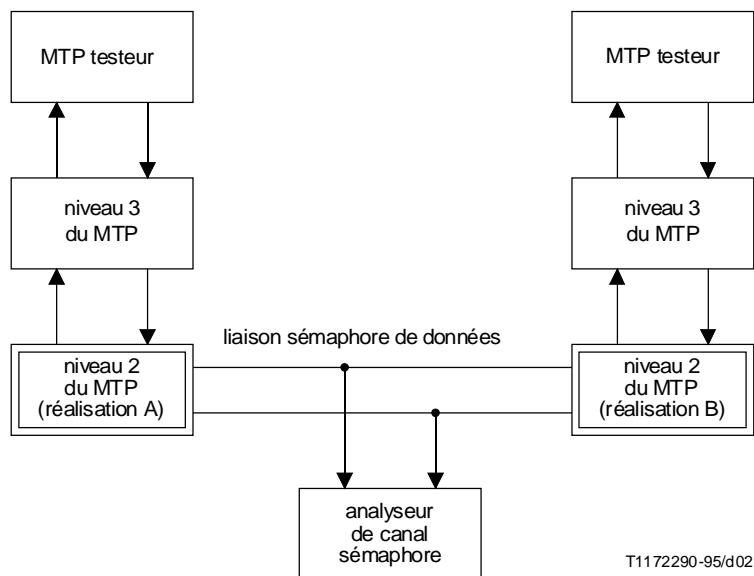 MTP testeur
MTP testeur
niveau 3
du MTP
niveau 3
du MTP
liaison sémaphore de données
niveau 2
du MTP
(réalisation A)
niveau 2
du MTP
(réalisation B)
analyseur
de canal
sémaphore
T1172290-95/d02